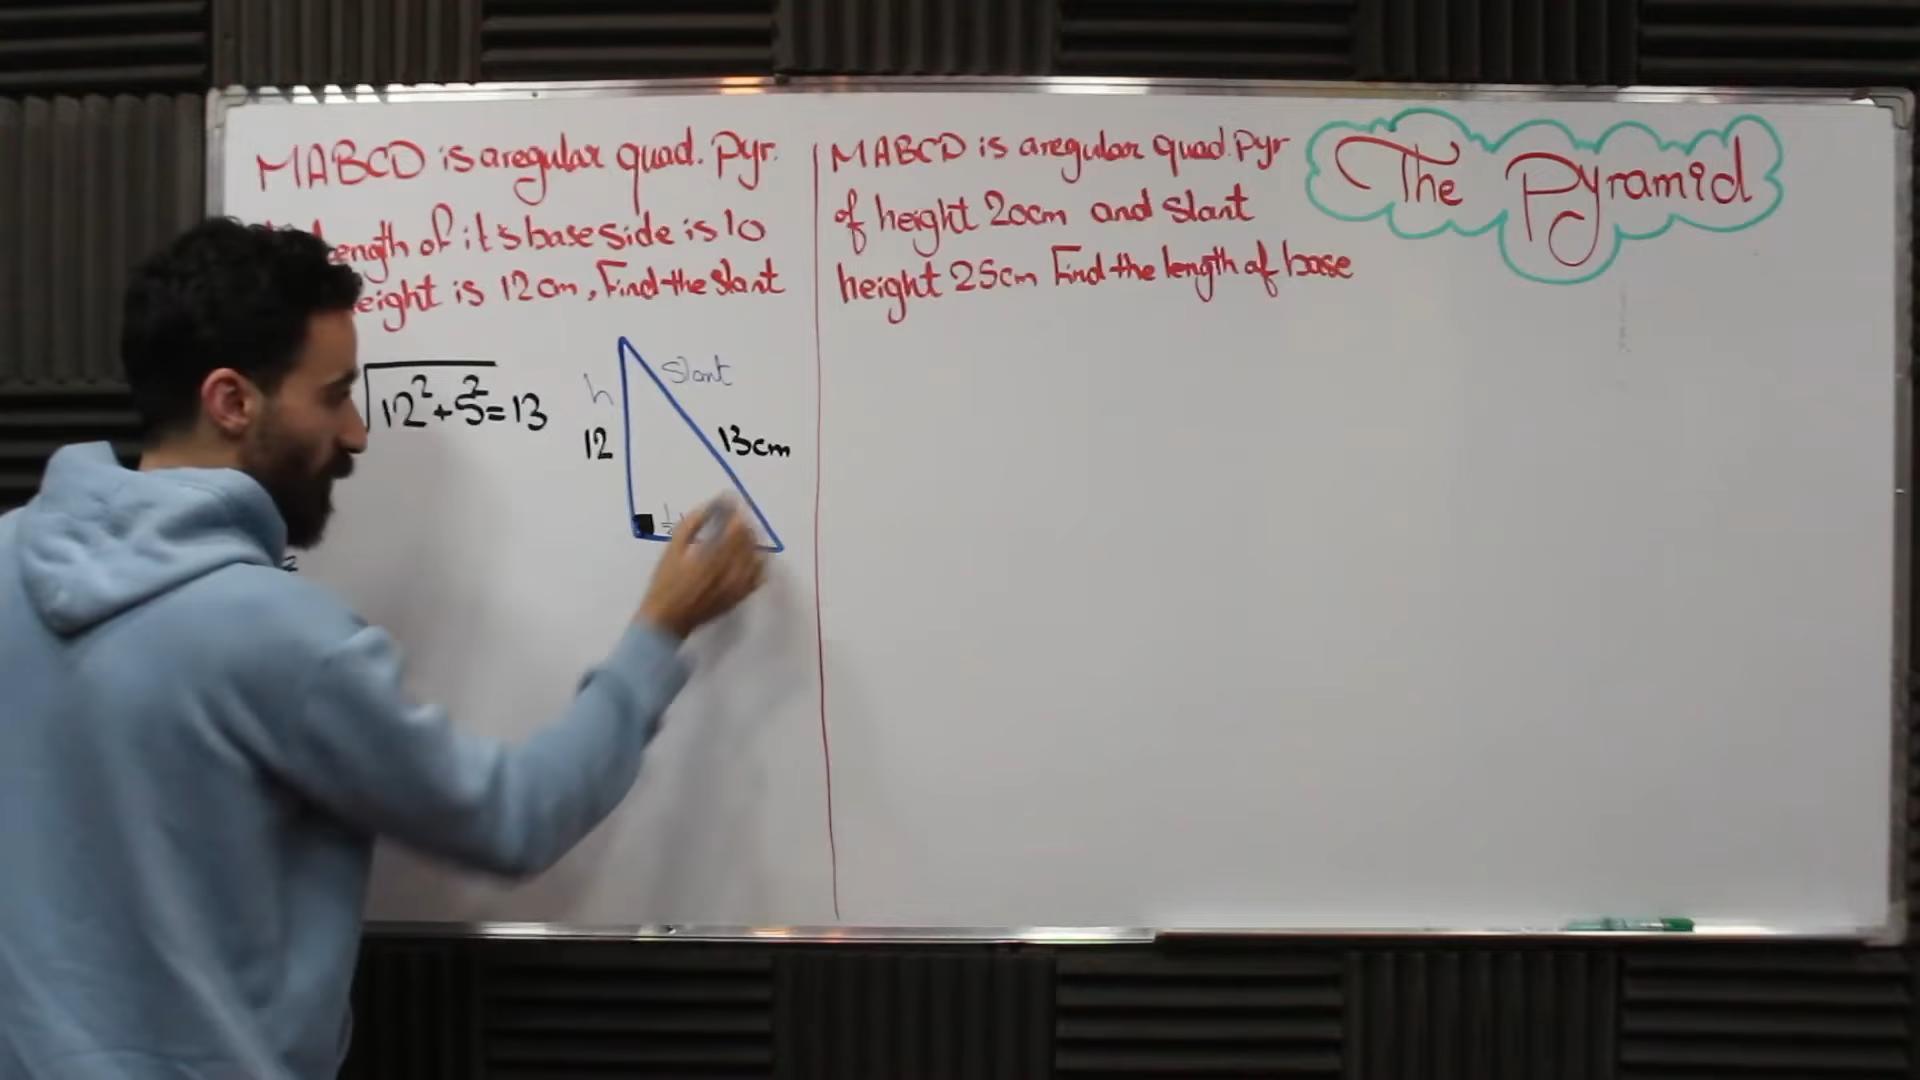 MABCD is a regular quad. Pyr.
length of it's base side is 10
height is 12 cm, Find the slant
√12²+5²=13
h
slant
12
13cm
MABCD is a regular quad. Pyr
of height 20cm and slant
height 25cm Find the length of base
The Pyramid